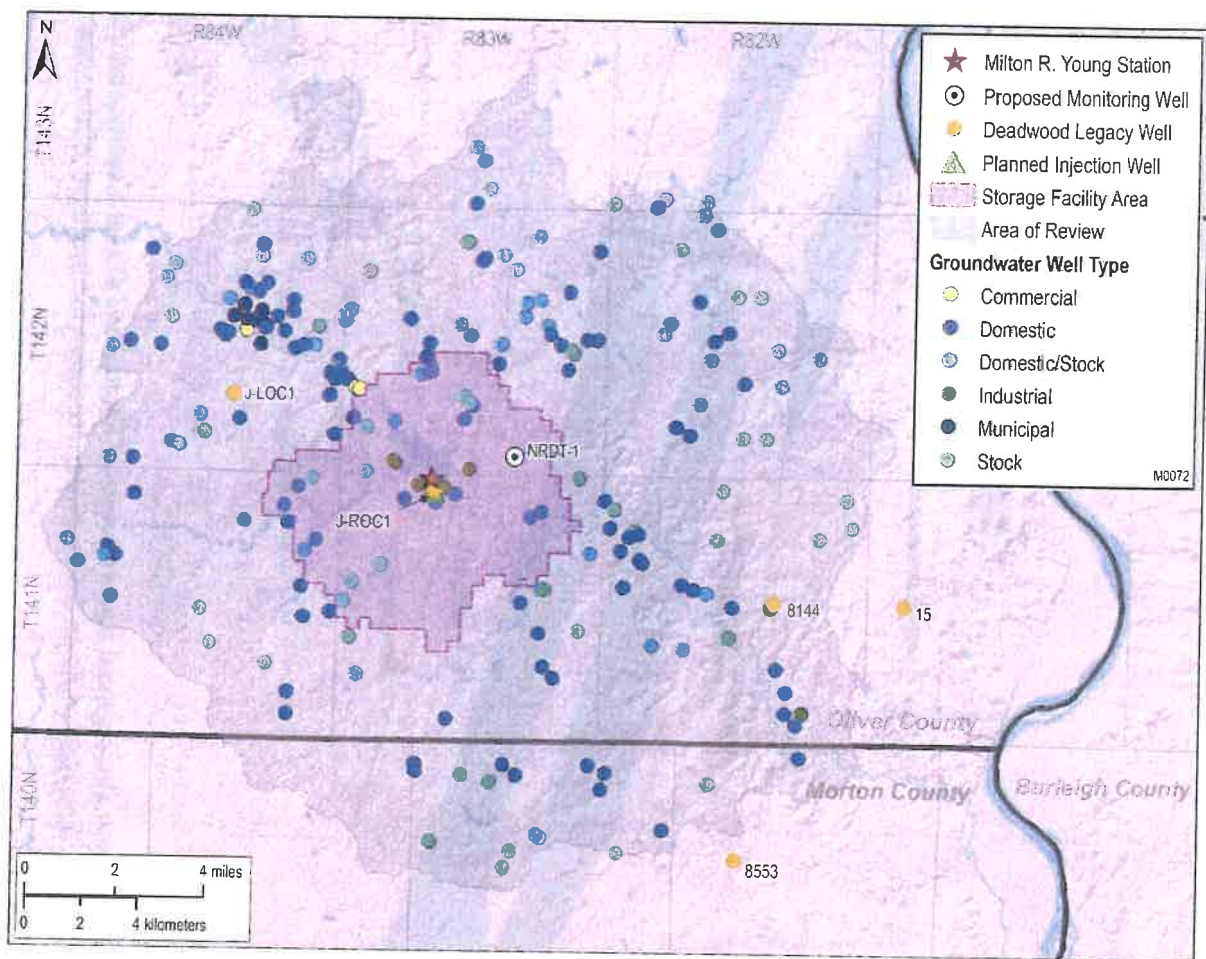 N
R84W
R83W
R82W
T143N
T142N
T141N
T140N
Milton R. Young Station
Proposed Monitoring Well
Deadwood Legacy Well
Planned Injection Well
Storage Facility Area
Area of Review
Groundwater Well Type
Commercial
Domestic
Domestic/Stock
Industrial
Municipal
Stock
M0072
J-LOC1
NRDT-1
J-ROC1
8144
15
Oliver County
Morton County
Burleigh County
8553
0 2 4 miles
0 2 4 kilometers